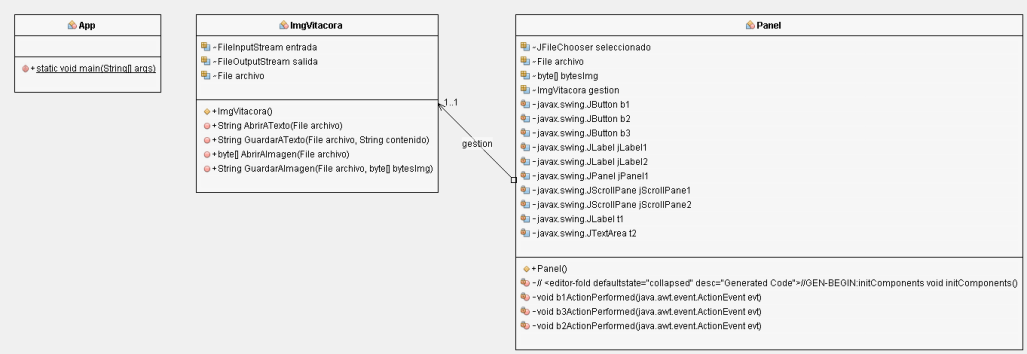 App
+ static void main(String[] args)
ImgVitacora
~FileInputStream entrada
~FileOutputStream salida
~File archivo
+ImgVitacora()
+String AbrirATexto(File archivo)
+String GuardarATexto(File archivo, String contenido)
+byte[] AbrirAImagen(File archivo)
+String GuardarAImagen(File archivo, byte[] bytesImg)
1..1
gestion
Panel
~JFileChooser seleccionado
~File archivo
~byte[] bytesImg
~ImgVitacora gestion
-javax.swing.JButton b1
-javax.swing.JButton b2
-javax.swing.JButton b3
-javax.swing.JLabel jLabel1
-javax.swing.JLabel jLabel2
-javax.swing.JPanel jPanel1
-javax.swing.JScrollPane jScrollPane1
-javax.swing.JScrollPane jScrollPane2
-javax.swing.JLabel t1
-javax.swing.JTextArea t2
+Panel()
-// <editor-fold defaultstate="collapsed" desc="Generated Code">//GEN-BEGIN:initComponents void initComponents()
-void b1ActionPerformed(java.awt.event.ActionEvent evt)
-void b3ActionPerformed(java.awt.event.ActionEvent evt)
-void b2ActionPerformed(java.awt.event.ActionEvent evt)